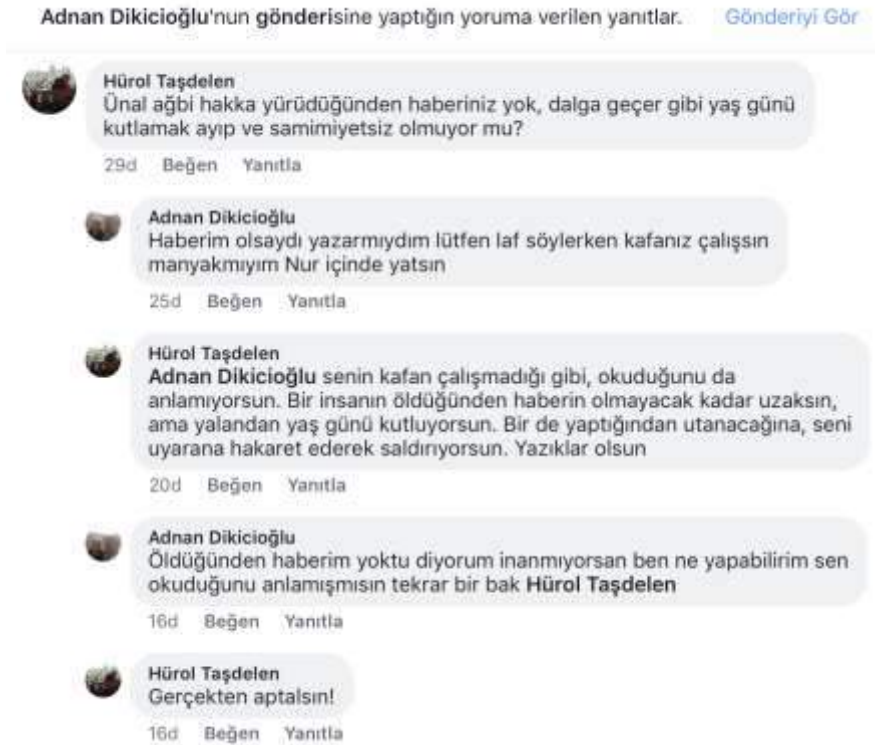 Adnan Dikicioğlu'nun gönderisine yaptığın yoruma verilen yanıtlar. Gönderiyi Gör
Hürol Taşdelen
Ünal ağbi hakka yürüdüğünden haberiniz yok, dalga geçer gibi yaş günü
kutlamak ayıp ve samimiyetsiz olmuyor mu?
29d Beğen Yanıtla
Adnan Dikicioğlu
Haberim olsaydı yazarmıydım lütfen laf söylerken kafanız çalışsın
manyakmıyım Nur içinde yatsın
25d Beğen Yanıtla
Hürol Taşdelen
Adnan Dikicioğlu senin kafan çalışmadığı gibi, okuduğunu da
anlamıyorsun. Bir insanın öldüğünden haberin olmayacak kadar uzaksın,
ama yalandan yaş günü kutluyorsun. Bir de yaptığından utanacağına, seni
uyarana hakaret ederek saldırıyorsun. Yazıklar olsun
20d Beğen Yanıtla
Adnan Dikicioğlu
Öldüğünden haberim yoktu diyorum inanmıyorsan ben ne yapabilirim sen
okuduğunu anlamışmısın tekrar bir bak Hürol Taşdelen
16d Beğen Yanıtla
Hürol Taşdelen
Gerçekten aptalsın!
16d Beğen Yanıtla